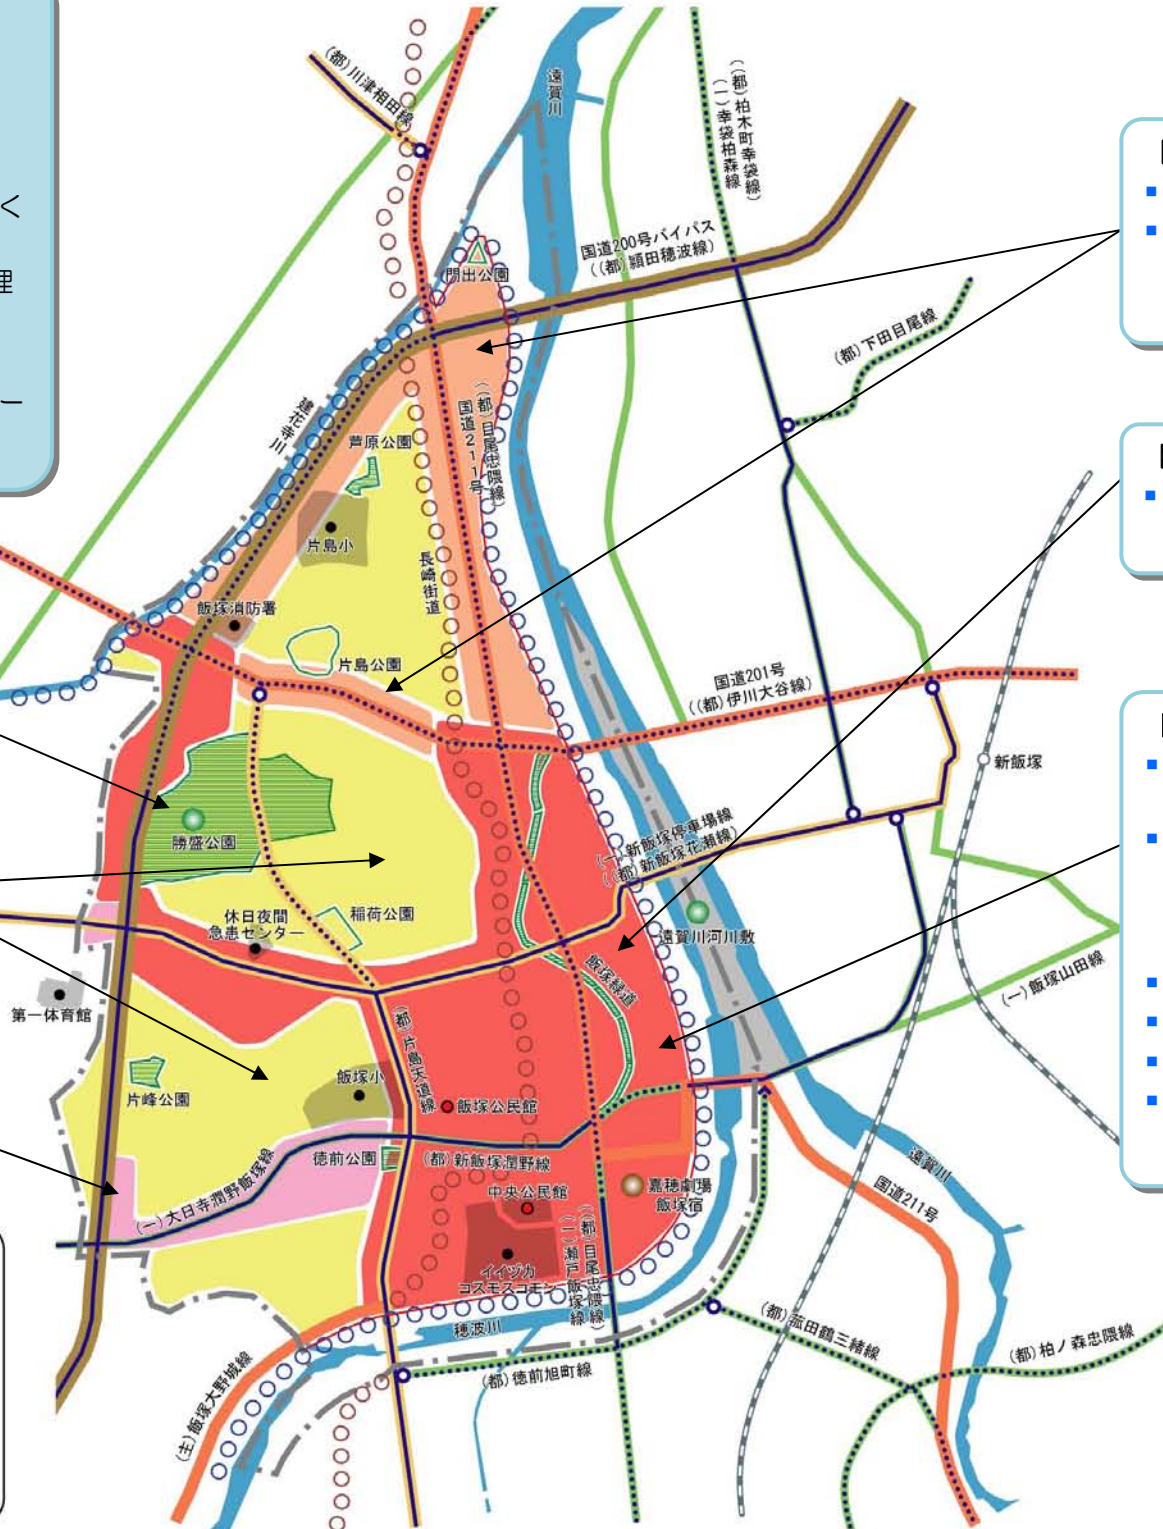 く
理
ー
(都)川津相田線
遠賀川
((都)柏木町幸袋線)
(一)幸袋柏森線
国道200号バイパス
((都)頴田穂波線)
門出公園
(都)下田目尾線
建花寺川
芦原公園
国道211号
((都)目尾忠隈線)
片島小
長崎街道
飯塚消防署
片島公園
国道201号
((都)伊川大谷線)
新飯塚
勝盛公園
(一)新飯塚停車場線
((都)新飯塚花瀬線)
稲荷公園
休日夜間
急患センター
遠賀川河川敷
飯塚緑道
(一)飯塚山田線
第一体育館
(都)片島天道線
飯塚小
片峰公園
飯塚公民館
徳前公園
(都)新飯塚潤野線
(一)大日寺潤野飯塚線
中央公民館
嘉穂劇場
飯塚宿
遠賀川
国道211号
イイヅカ
コスモスコモン
((都)目尾忠隈線)
(一)瀬戸飯塚線
穂波川
(都)菰田鶴三緒線
(都)柏ノ森忠隈線
(都)徳前旭町線
(主)飯塚大野城線